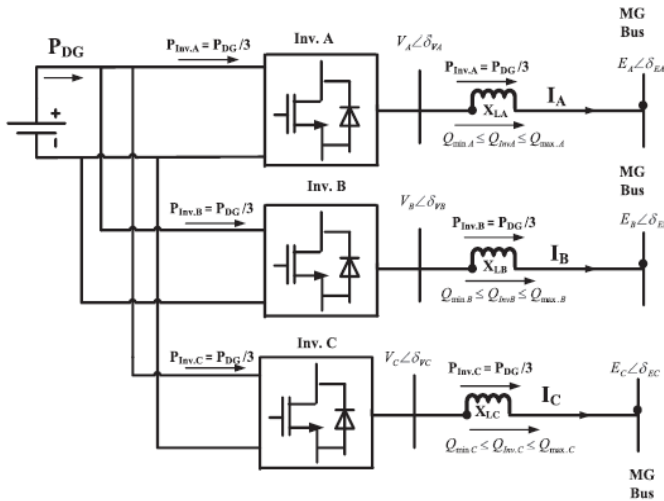 MG
Bus
Inv. A
P_DG
P_Inv.A = P_DG/3
V_A∠δ_VA
P_Inv.A = P_DG/3
I_A
E_A∠δ_EA
+
-
X_LA
Q_min.A ≤ Q_InvA ≤ Q_max.A
MG
Bus
Inv. B
P_Inv.B = P_DG/3
V_B∠δ_VB
P_Inv.B = P_DG/3
I_B
E_B∠δ_E
X_LB
Q_min.B ≤ Q_InvB ≤ Q_max.B
Inv. C
P_Inv.C = P_DG/3
V_C∠δ_VC
P_Inv.C = P_DG/3
I_C
E_C∠δ_EC
X_LC
Q_min.C ≤ Q_Inv.C ≤ Q_max.C
MG
Bus